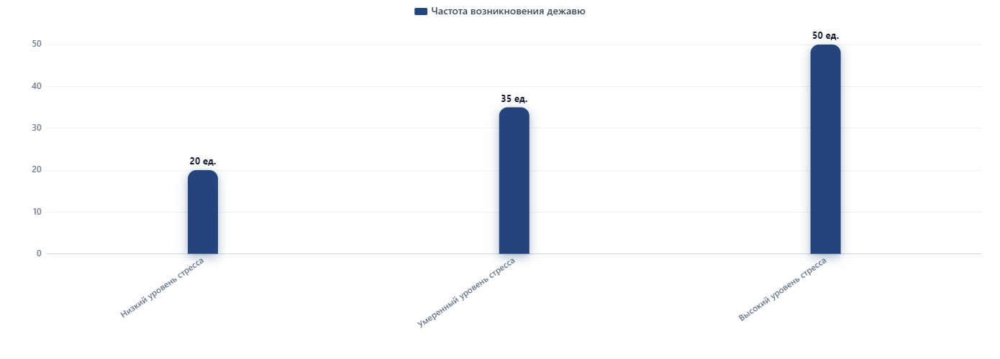 Частота возникновения дежавю
50 ед.
50
40
35 ед.
30
20 ед.
20
10
0
Низкий уровень стресса
Умеренный уровень стресса
Высокий уровень стресса